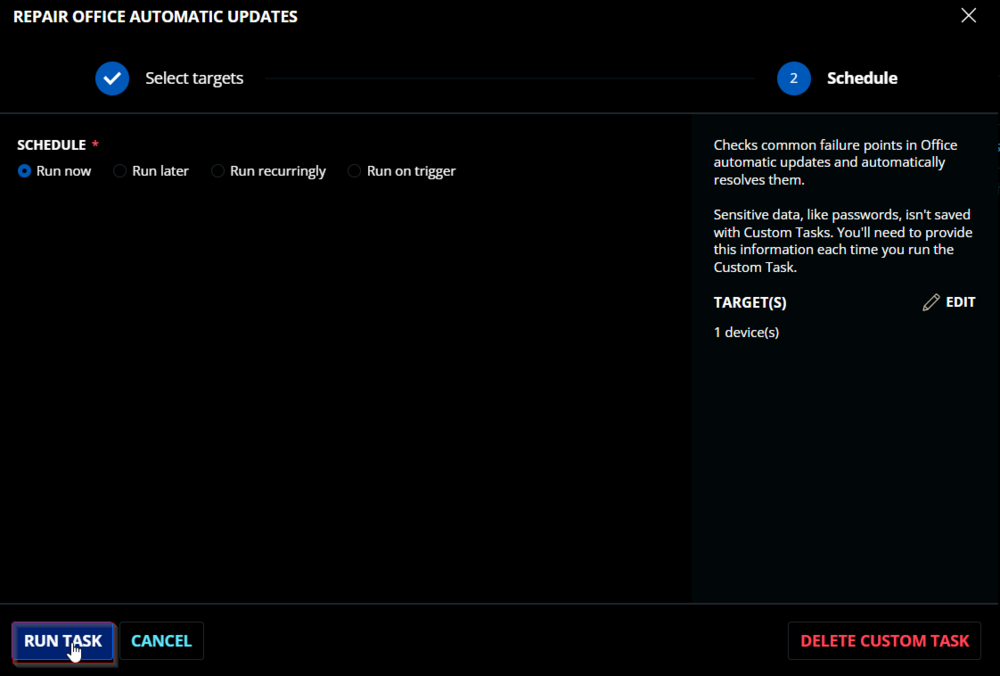 REPAIR OFFICE AUTOMATIC UPDATES
Select targets
2
Schedule
SCHEDULE *
Run now
Run later
Run recurringly
Run on trigger
Checks common failure points in Office
automatic updates and automatically
resolves them.
Sensitive data, like passwords, isn't saved
with Custom Tasks. You'll need to provide
this information each time you run the
Custom Task.
TARGET(S)
EDIT
1 device(s)
RUN TASK
CANCEL
DELETE CUSTOM TASK